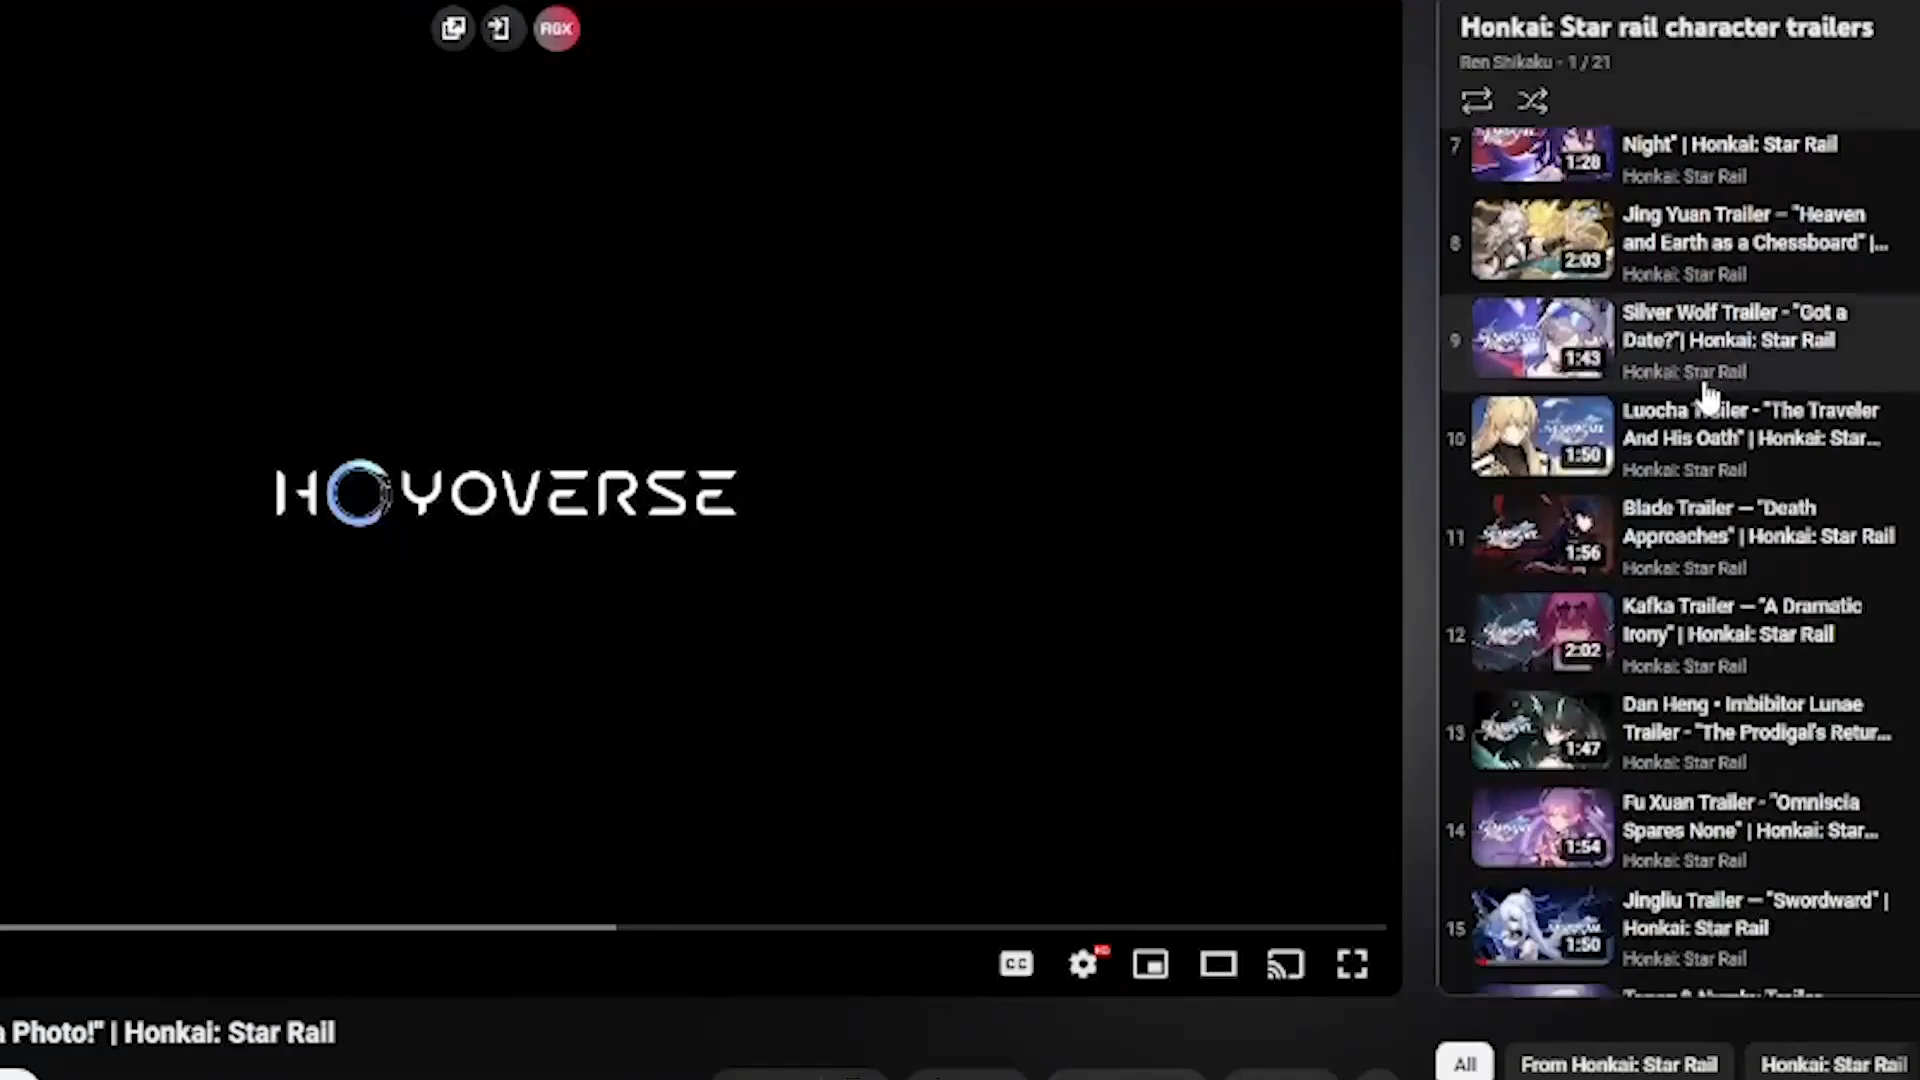 AGX
HOYOVERSE
CC
HD
a Photo!" | Honkai: Star Rail
Honkai: Star rail character trailers
Ren Shikaku - 1 / 21
7
1:28
Night" | Honkai: Star Rail
Honkai: Star Rail
8
2:03
Jing Yuan Trailer — "Heaven
and Earth as a Chessboard" |...
Honkai: Star Rail
9
1:43
Silver Wolf Trailer - "Got a
Date?"| Honkai: Star Rail
Honkai: Star Rail
10
1:50
Luocha Trailer - "The Traveler
And His Oath" | Honkai: Star...
Honkai: Star Rail
11
1:56
Blade Trailer — "Death
Approaches" | Honkai: Star Rail
Honkai: Star Rail
12
2:02
Kafka Trailer — "A Dramatic
Irony" | Honkai: Star Rail
Honkai: Star Rail
13
1:47
Dan Heng • Imbibitor Lunae
Trailer - "The Prodigal's Retur...
Honkai: Star Rail
14
1:54
Fu Xuan Trailer - "Omniscia
Spares None" | Honkai: Star...
Honkai: Star Rail
15
1:50
Jingliu Trailer — "Swordward" |
Honkai: Star Rail
Honkai: Star Rail
All
From Honkai: Star Rail
Honkai: Star Rail